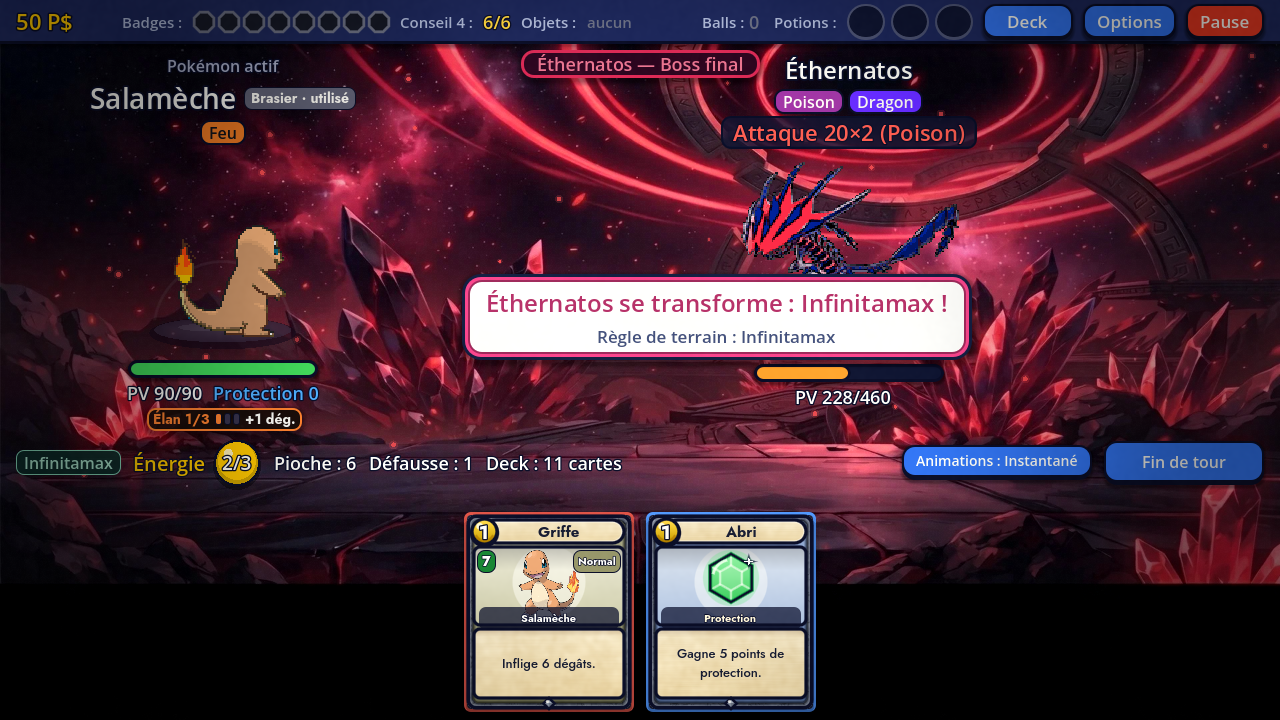 50 P$
Badges :
Conseil 4 : 6/6
Objets : aucun
Balls : 0
Potions :
Deck
Options
Pause
Pokémon actif
Salamèche
Brasier · utilisé
Feu
Éthernatos — Boss final
Éthernatos
Poison
Dragon
Attaque 20×2 (Poison)
Éthernatos se transforme : Infinitamax !
Règle de terrain : Infinitamax
PV 90/90 Protection 0
Élan 1/3 +1 dég.
PV 228/460
Infinitamax
Énergie 2/3
Pioche : 6 Défausse : 1 Deck : 11 cartes
Animations : Instantané
Fin de tour
1 Griffe
7 Normal
Salamèche
Inflige 6 dégâts.
1 Abri
Protection
Gagne 5 points de
protection.